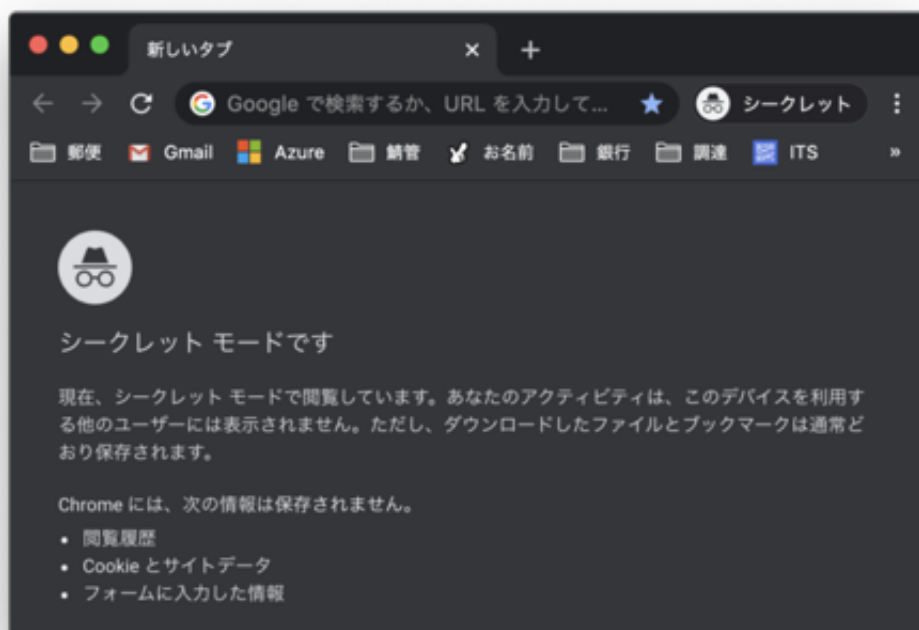 新しいタブ
Google で検索するか、URL を入力して...
シークレット
郵便 Gmail Azure 鯖管 お名前 銀行 調達 ITS »
シークレット モードです
現在、シークレット モードで閲覧しています。あなたのアクティビティは、このデバイスを利用す
る他のユーザーには表示されません。ただし、ダウンロードしたファイルとブックマークは通常ど
おり保存されます。
Chrome には、次の情報は保存されません。
• 閲覧履歴
• Cookie とサイトデータ
• フォームに入力した情報